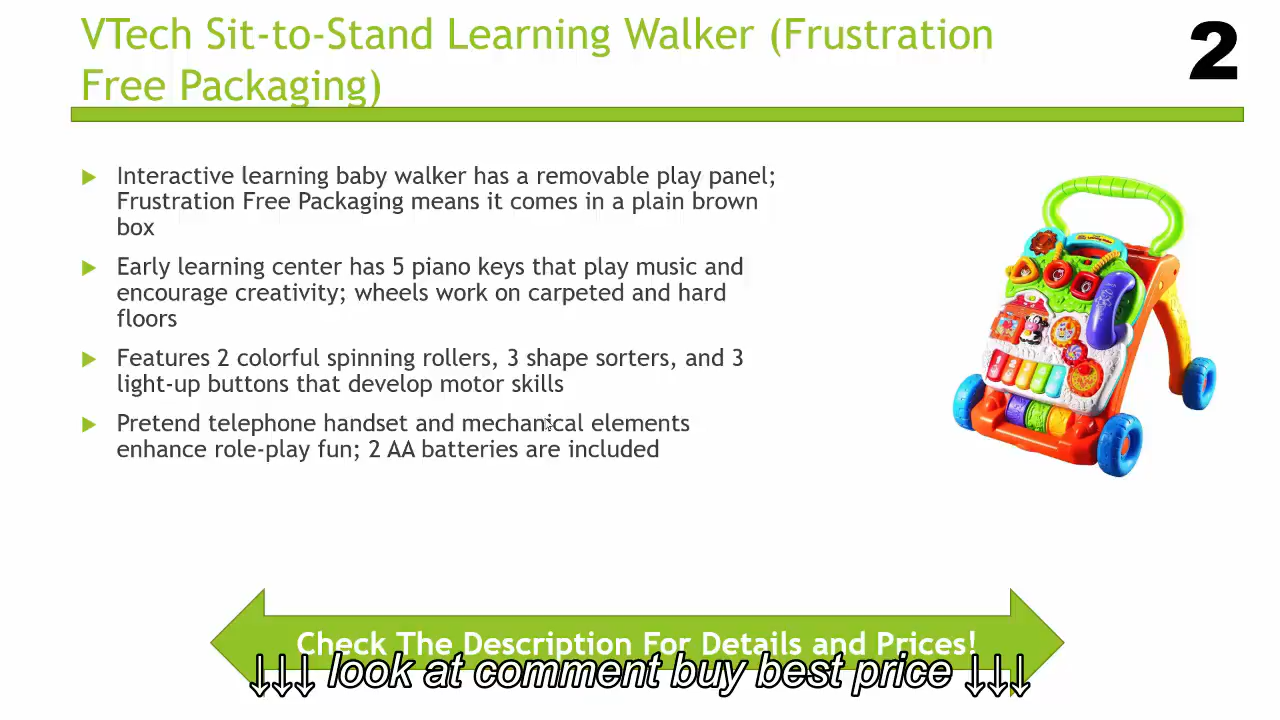 VTech Sit-to-Stand Learning Walker (Frustration
Free Packaging)
2
Interactive learning baby walker has a removable play panel;
Frustration Free Packaging means it comes in a plain brown
box
Early learning center has 5 piano keys that play music and
encourage creativity; wheels work on carpeted and hard
floors
Features 2 colorful spinning rollers, 3 shape sorters, and 3
light-up buttons that develop motor skills
Pretend telephone handset and mechanical elements
enhance role-play fun; 2 AA batteries are included
Check The Description For Details and Prices!
↓↓↓ look at comment buy best price ↓↓↓